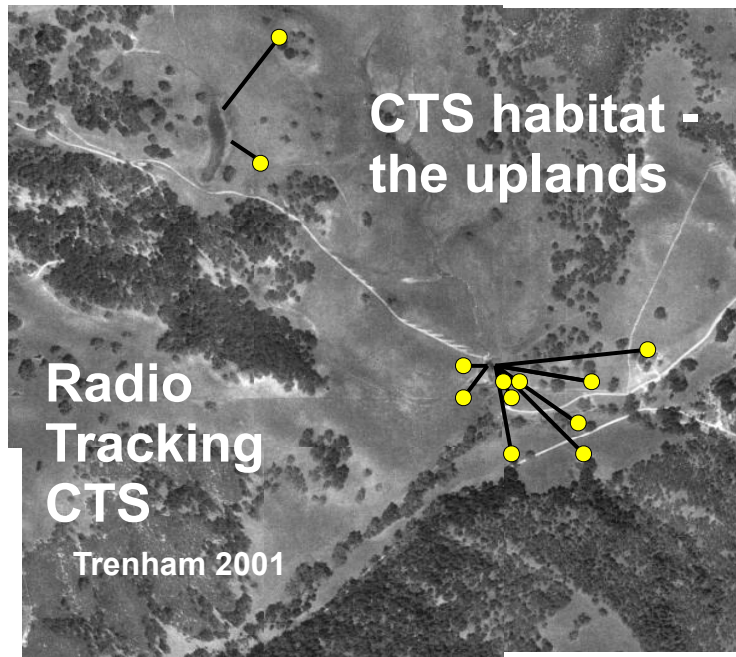 CTS habitat -
the uplands
Radio
Tracking
CTS
Trenham 2001